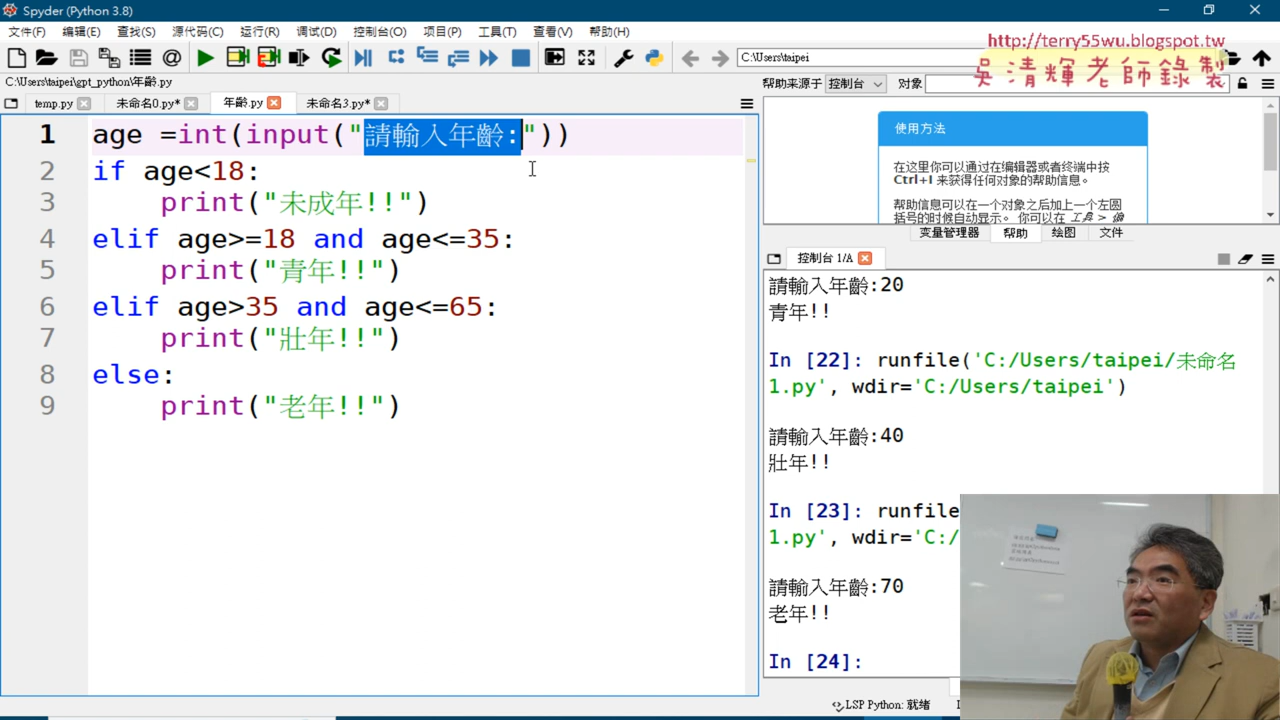 Spyder (Python 3.8)
文件(F) 编辑(E) 查找(S) 源代码(C) 运行(R) 调试(D) 控制台(O) 项目(P) 工具(T) 查看(V) 帮助(H)
C:\Users\taipei
http://terry55wu.blogspot.tw
吳清輝老師錄製
C:\Users\taipei\gpt_python\年齡.py
帮助来源于 控制台 对象
temp.py 未命名0.py* 年齡.py 未命名3.py*
1 age =int(input("請輸入年齡:"))
2 if age<18:
3 print("未成年!!")
4 elif age>=18 and age<=35:
5 print("青年!!")
6 elif age>35 and age<=65:
7 print("壯年!!")
8 else:
9 print("老年!!")
使用方法
在这里你可以通过在编辑器或者终端中按
Ctrl+I 来获得任何对象的帮助信息。
帮助信息可以在一个对象之后加上一个左圆
括号的时候自动显示。 你可以在 工具 > 偏
变量管理器 帮助 绘图 文件
控制台 1/A
請輸入年齡:20
青年!!
In [22]: runfile('C:/Users/taipei/未命名
1.py', wdir='C:/Users/taipei')
請輸入年齡:40
壯年!!
In [23]: runfile
1.py', wdir='C:/
請輸入年齡:70
老年!!
In [24]:
LSP Python: 就绪